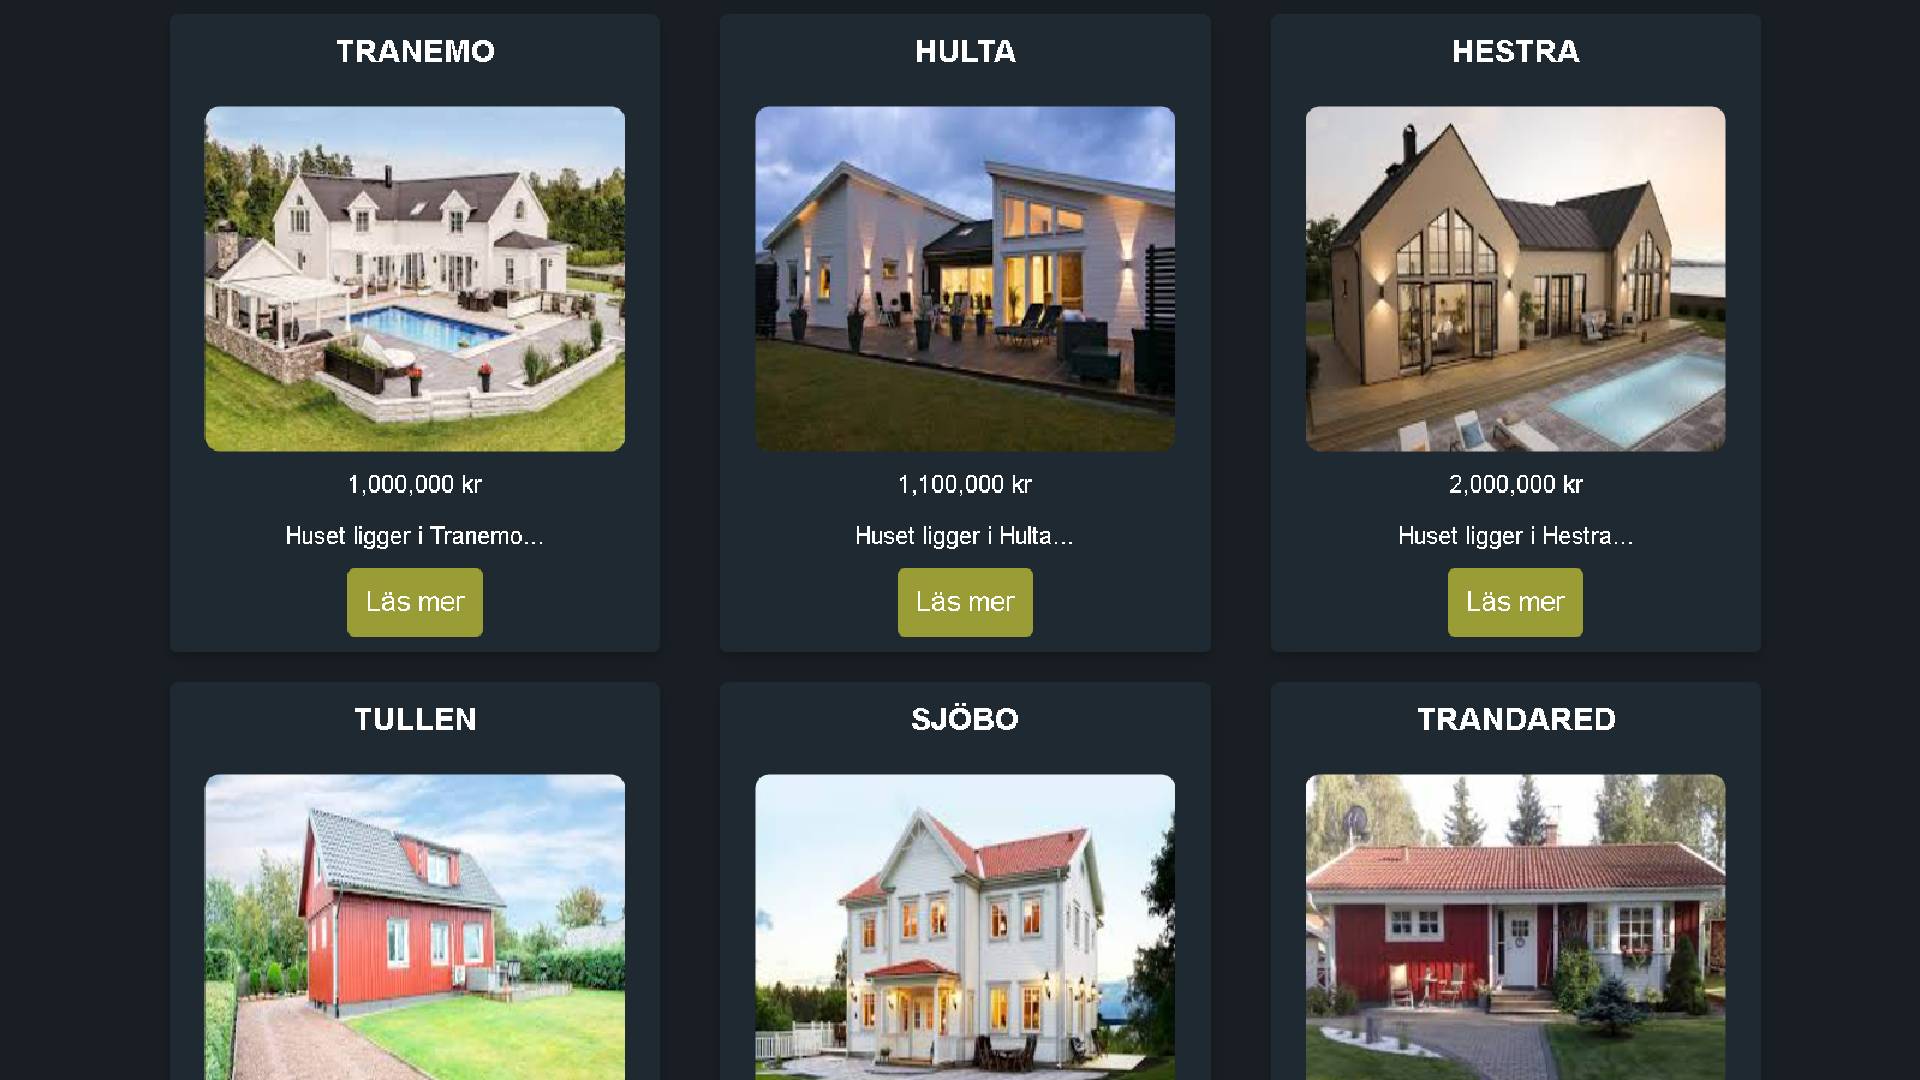 TRANEMO
1,000,000 kr
Huset ligger i Tranemo...
Läs mer
HULTA
1,100,000 kr
Huset ligger i Hulta...
Läs mer
HESTRA
2,000,000 kr
Huset ligger i Hestra...
Läs mer
TULLEN
SJÖBO
TRANDARED